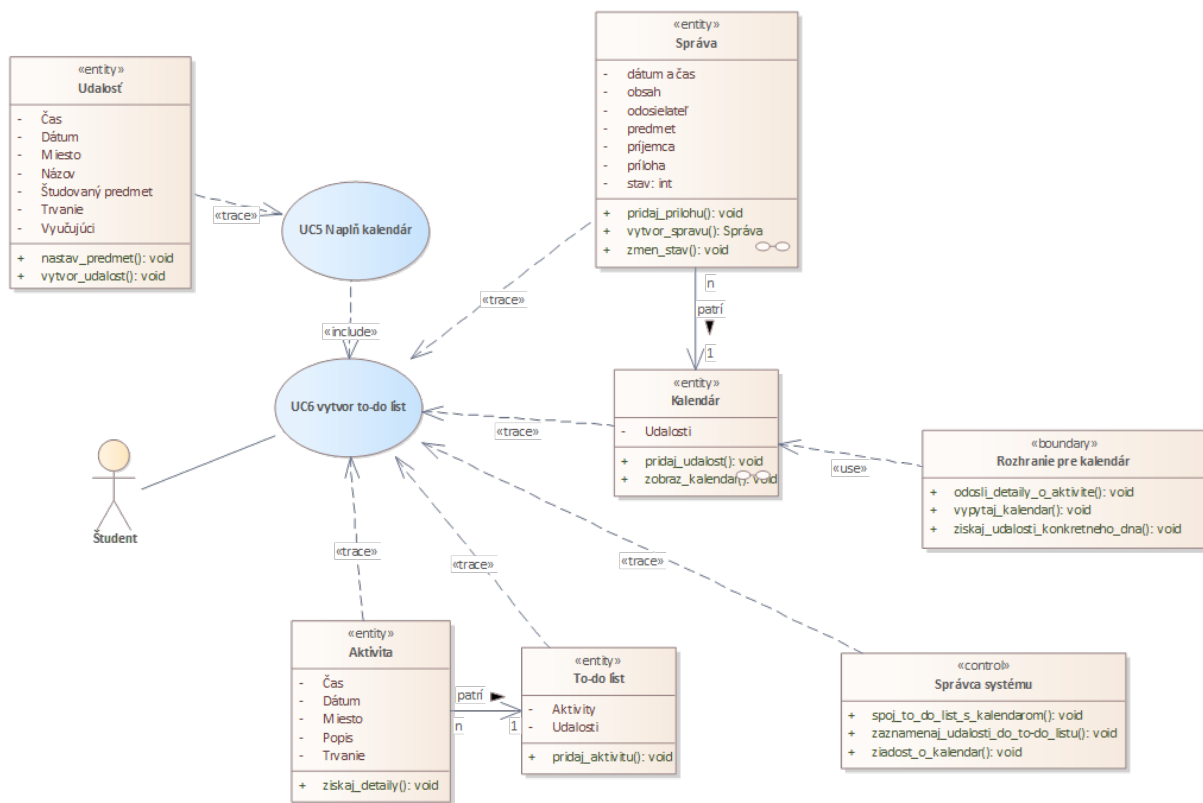 «entity»
Udalosť
- Čas
- Dátum
- Miesto
- Názov
- Študovaný predmet
- Trvanie
- Vyučujúci
+ nastav_predmet(): void
+ vytvor_udalost(): void
«trace»
UC5 Naplň kalendár
«include»
«entity»
Správa
- dátum a čas
- obsah
- odosielateľ
- predmet
- príjemca
- príloha
- stav: int
+ pridaj_prilohu(): void
+ vytvor_spravu(): Správa
+ zmen_stav(): void
«trace»
n
patrí
1
UC6 vytvor to-do list
Študent
«entity»
Kalendár
- Udalosti
+ pridaj_udalost(): void
+ zobraz_kalendar(): void
«trace»
«use»
«boundary»
Rozhranie pre kalendár
+ odosli_detaily_o_aktivite(): void
+ vypytaj_kalendar(): void
+ ziskaj_udalosti_konkretneho_dna(): void
«trace»
«trace»
«trace»
«entity»
Aktivita
- Čas
- Dátum
- Miesto
- Popis
- Trvanie
+ ziskaj_detaily(): void
patrí
n
1
«entity»
To-do list
- Aktivity
- Udalosti
+ pridaj_aktivitu(): void
«control»
Správca systému
+ spoj_to_do_list_s_kalendarom(): void
+ zaznamenaj_udalosti_do_to-do_listu(): void
+ ziadost_o_kalendar(): void